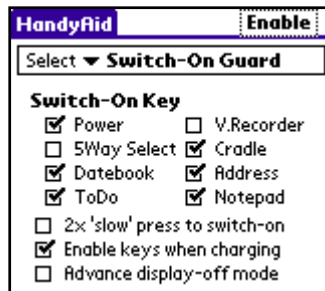 HandyAid Enable
Select Switch-On Guard
Switch-On Key
Power V.Recorder
5Way Select Cradle
Datebook Address
ToDo Notepad
2x 'slow' press to switch-on
Enable keys when charging
Advance display-off mode